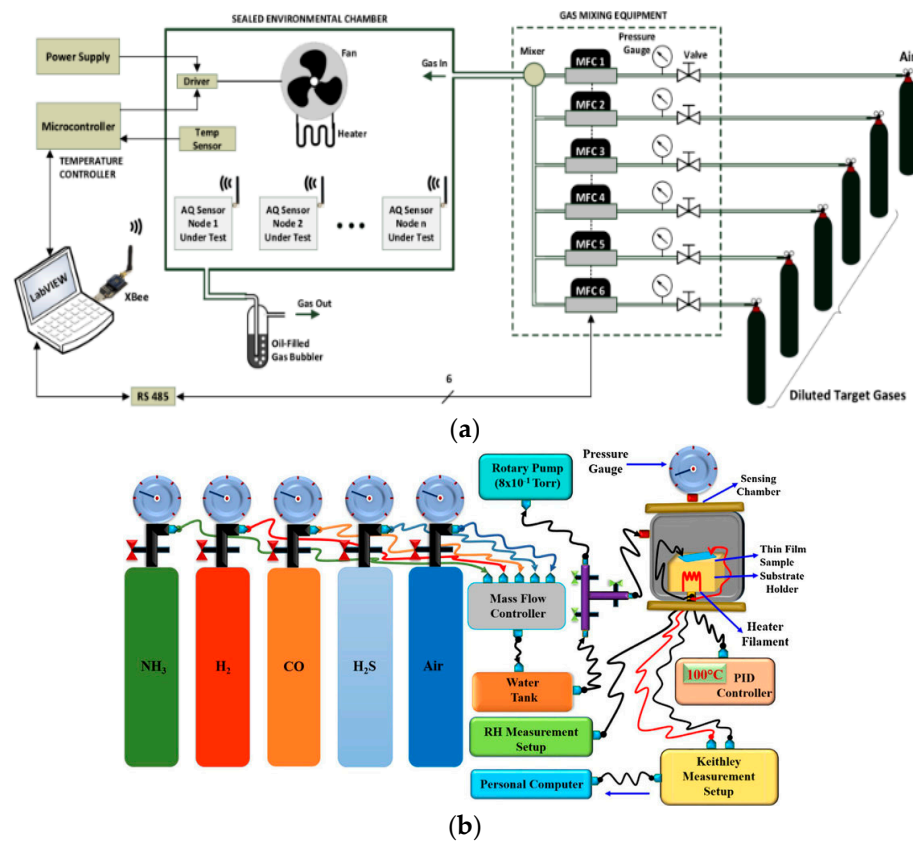 SEALED ENVIRONMENTAL CHAMBER
GAS MIXING EQUIPMENT
Power Supply
Driver
Fan
Heater
Microcontroller
Temp
Sensor
TEMPERATURE
CONTROLLER
AQ Sensor
Node 1
Under Test
AQ Sensor
Node 2
Under Test
AQ Sensor
Node n
Under Test
LabVIEW
XBee
Gas Out
Oil-Filled
Gas Bubbler
RS 485
6
Gas In
Mixer
Pressure
Gauge
Valve
Air
MFC 1
MFC 2
MFC 3
MFC 4
MFC 5
MFC 6
Diluted Target Gases
(a)
NH3
H2
CO
H2S
Air
Rotary Pump
(8x10⁻¹ Torr)
Mass Flow
Controller
Water
Tank
RH Measurement
Setup
Personal Computer
Pressure
Gauge
Sensing
Chamber
Thin Film
Sample
Substrate
Holder
Heater
Filament
100°C
PID
Controller
Keithley
Measurement
Setup
(b)